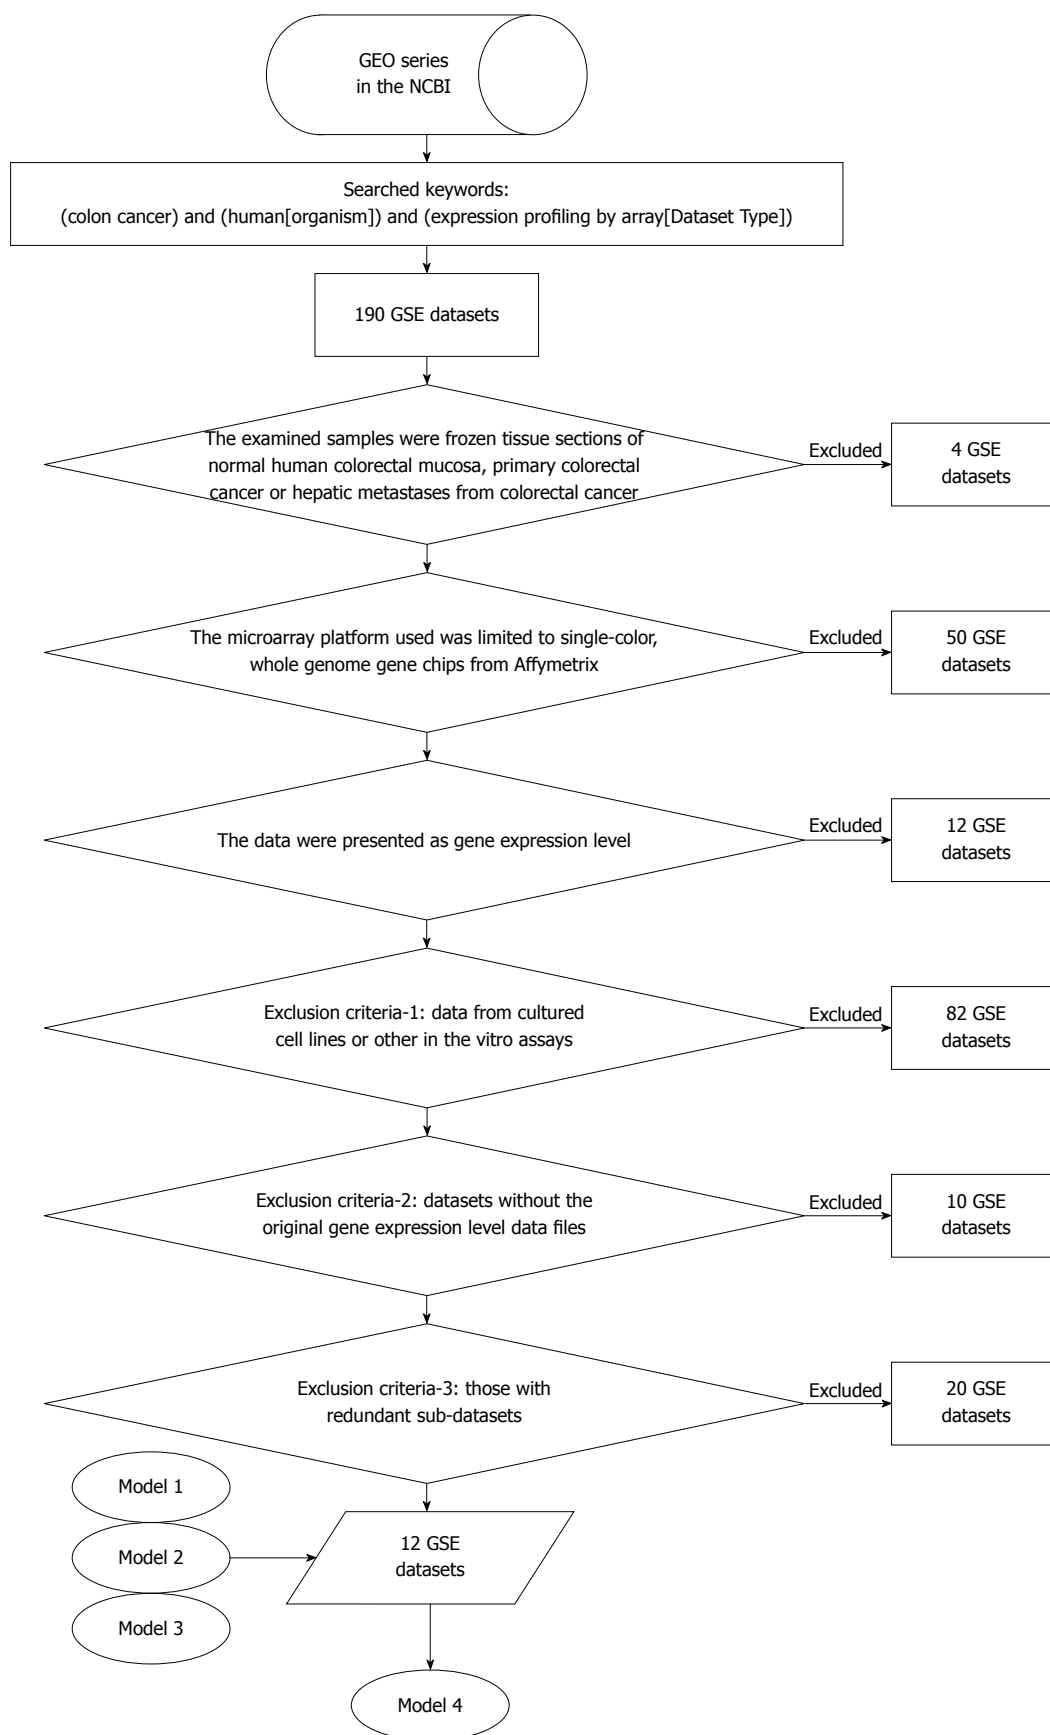 GEO series
in the NCBI
Searched keywords:
(colon cancer) and (human[organism]) and (expression profiling by array[Dataset Type])
190 GSE datasets
The examined samples were frozen tissue sections of
normal human colorectal mucosa, primary colorectal
cancer or hepatic metastases from colorectal cancer
Excluded
4 GSE
datasets
The microarray platform used was limited to single-color,
whole genome gene chips from Affymetrix
Excluded
50 GSE
datasets
The data were presented as gene expression level
Excluded
12 GSE
datasets
Exclusion criteria-1: data from cultured
cell lines or other in the vitro assays
Excluded
82 GSE
datasets
Exclusion criteria-2: datasets without the
original gene expression level data files
Excluded
10 GSE
datasets
Exclusion criteria-3: those with
redundant sub-datasets
Excluded
20 GSE
datasets
Model 1
Model 2
Model 3
12 GSE
datasets
Model 4